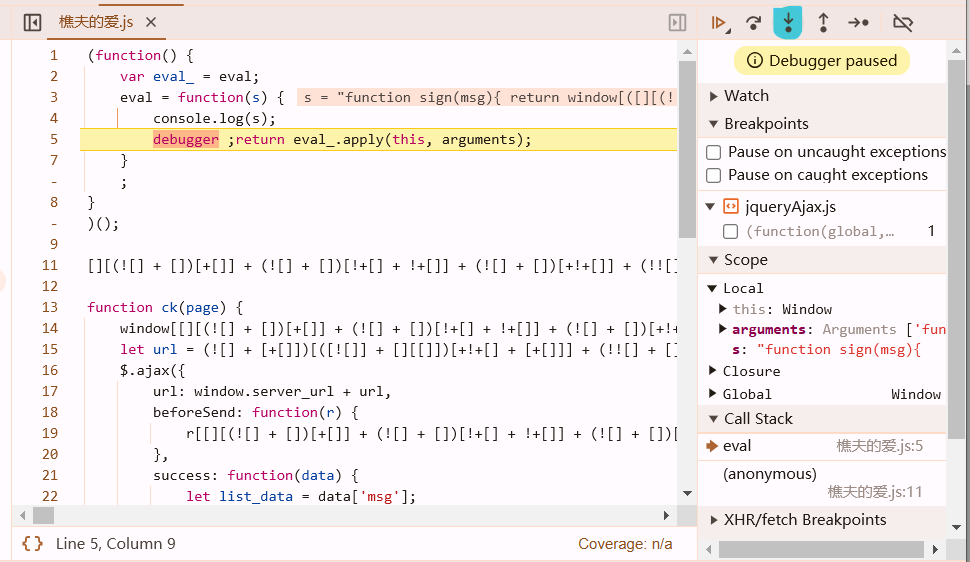 樵夫的爱.js
1 (function() {
2 var eval_ = eval;
3 eval = function(s) { s = "function sign(msg){ return window[([][(!
4 console.log(s);
5 debugger ;return eval_.apply(this, arguments);
7 }
- ;
8 }
- )();
9
11 [][(![] + [])[+[]] + (![] + [])[!+[] + !+[]] + (![] + [])[+!+[]] + (!![]
12
13 function ck(page) {
14 window[[][(![] + [])[+[]] + (![] + [])[!+[] + !+[]] + (![] + [])[+!+
15 let url = (![] + [+[]])[([![]] + [][[]])[+!+[] + [+[]]] + (!![] + []
16 $.ajax({
17 url: window.server_url + url,
18 beforeSend: function(r) {
19 r[[][(![] + [])[+[]] + (![] + [])[!+[] + !+[]] + (![] + [])[
20 },
21 success: function(data) {
22 let list_data = data['msg'];
{} Line 5, Column 9
Coverage: n/a
Debugger paused
Watch
Breakpoints
Pause on uncaught exceptions
Pause on caught exceptions
jqueryAjax.js
(function(global,… 1
Scope
Local
this: Window
arguments: Arguments ['fun
s: "function sign(msg){
Closure
Global Window
Call Stack
eval 樵夫的爱.js:5
(anonymous)
樵夫的爱.js:11
XHR/fetch Breakpoints